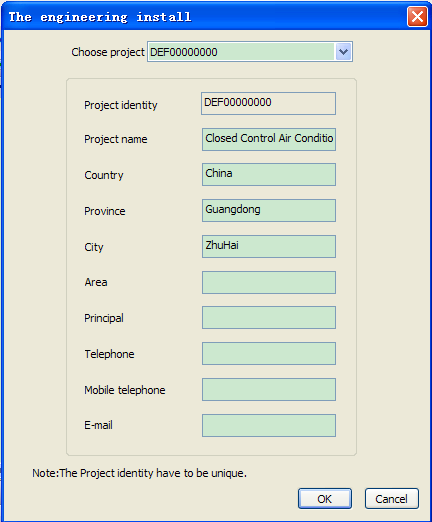 The engineering install
Choose project DEF00000000
Project identity DEF00000000
Project name Closed Control Air Conditio
Country China
Province Guangdong
City ZhuHai
Area
Principal
Telephone
Mobile telephone
E-mail
Note:The Project identity have to be unique.
OK Cancel